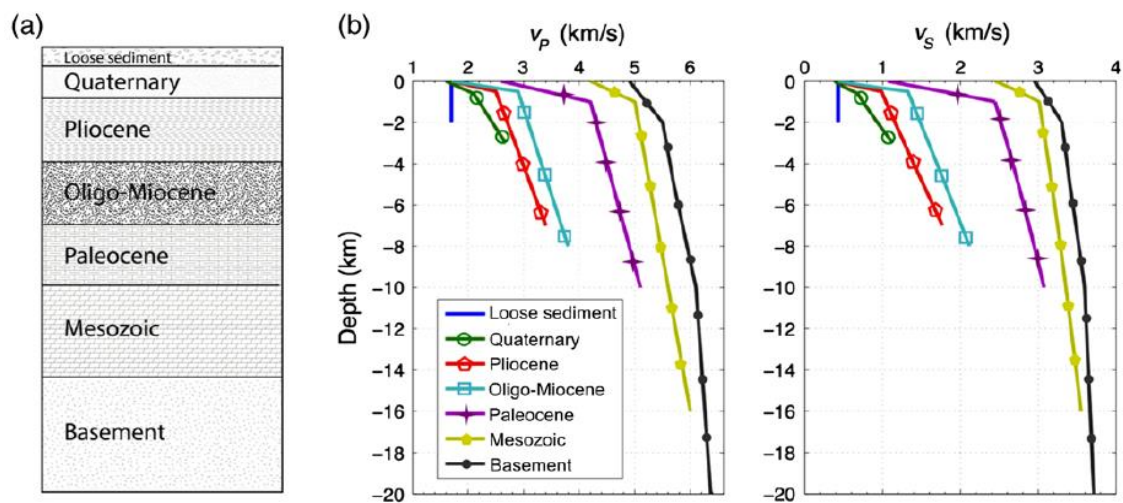 (a)
Loose sediment
Quaternary
Pliocene
Oligo-Miocene
Paleocene
Mesozoic
Basement
(b)
vP (km/s)
1 2 3 4 5 6
0
−2
−4
−6
−8
−10
−12
−14
−16
−18
−20
Depth (km)
Loose sediment
Quaternary
Pliocene
Oligo-Miocene
Paleocene
Mesozoic
Basement
vS (km/s)
0 1 2 3 4
0
−2
−4
−6
−8
−10
−12
−14
−16
−18
−20